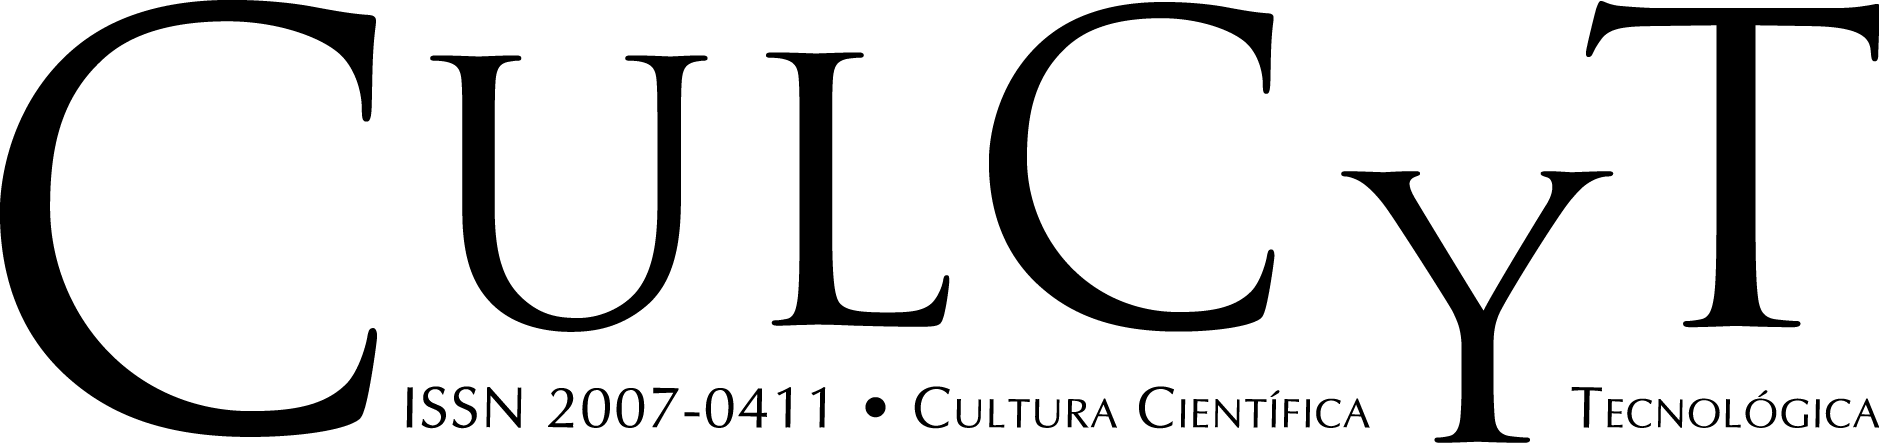 CULCYT
ISSN 2007-0411 • CULTURA CIENTÍFICA Y TECNOLÓGICA